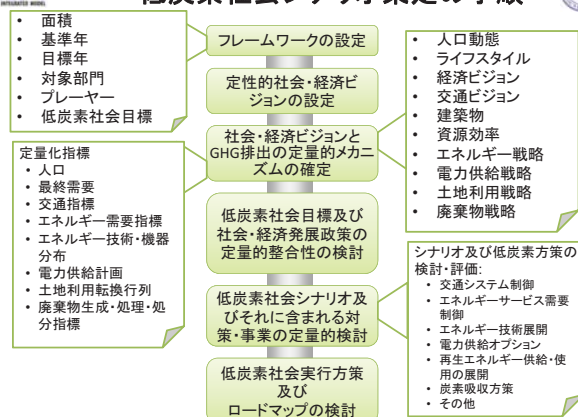 INTEGRATED MODEL
低炭素社会シナリオ策定の手順
• 面積
• 基準年
• 目標年
• 対象部門
• プレーヤー
• 低炭素社会目標
フレームワークの設定
定性的社会・経済ビ
ジョンの設定
• 人口動態
• ライフスタイル
• 経済ビジョン
• 交通ビジョン
• 建築物
• 資源効率
• エネルギー戦略
• 電力供給戦略
• 土地利用戦略
• 廃棄物戦略
社会・経済ビジョンと
GHG排出の定量的メカニ
ズムの確定
定量化指標
• 人口
• 最終需要
• 交通指標
• エネルギー需要指標
• エネルギー技術・機器
分布
• 電力供給計画
• 土地利用転換行列
• 廃棄物生成・処理・処
分指標
低炭素社会目標及び
社会・経済発展政策の
定量的整合性の検討
低炭素社会シナリオ及
びそれに含まれる対
策・事業の定量的検討
シナリオ及び低炭素方策の
検討・評価:
• 交通システム制御
• エネルギーサービス需要
制御
• エネルギー技術展開
• 電力供給オプション
• 再生エネルギー供給・使
用の展開
• 炭素吸収方策
• その他
低炭素社会実行方策
及び
ロードマップの検討